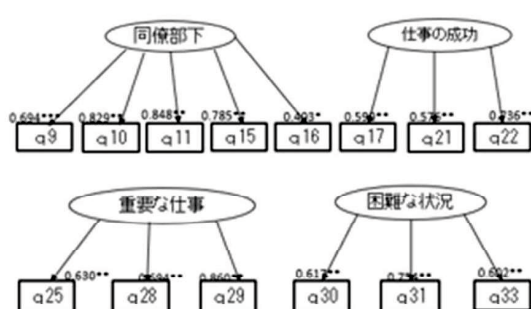 同僚部下
仕事の成功
0.694*** 0.829** 0.848** 0.785** 0.493*
q9 q10 q11 q15 q16 q17 q21 q22
重要な仕事
困難な状況
0.630**
q25 q28 q29 q30 q31 q33